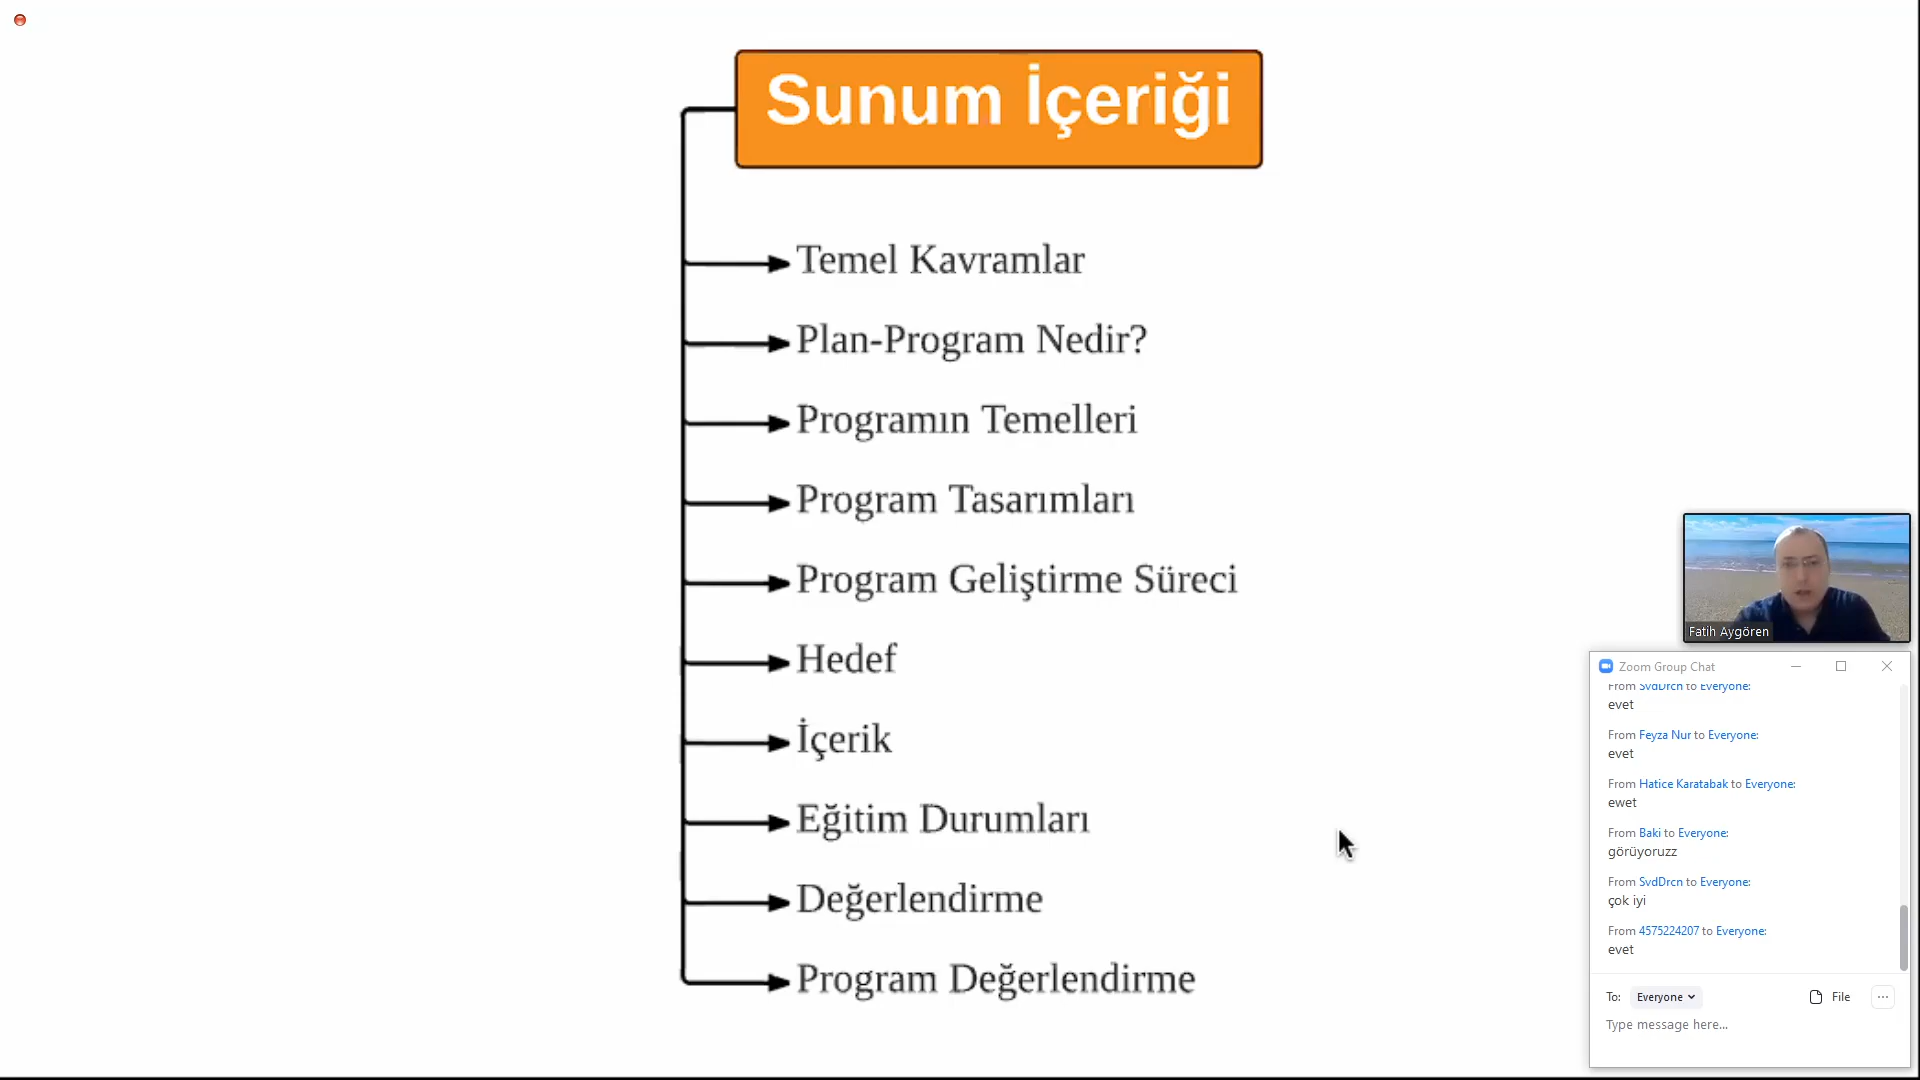 Sunum İçeriği
Temel Kavramlar
Plan-Program Nedir?
Programın Temelleri
Program Tasarımları
Program Geliştirme Süreci
Hedef
İçerik
Eğitim Durumları
Değerlendirme
Program Değerlendirme
Fatih Aygören
Zoom Group Chat
From SvdDrcn to Everyone:
evet
From Feyza Nur to Everyone:
evet
From Hatice Karatabak to Everyone:
ewet
From Baki to Everyone:
görüyoruzz
From SvdDrcn to Everyone:
çok iyi
From 4575224207 to Everyone:
evet
To: Everyone File
Type message here...